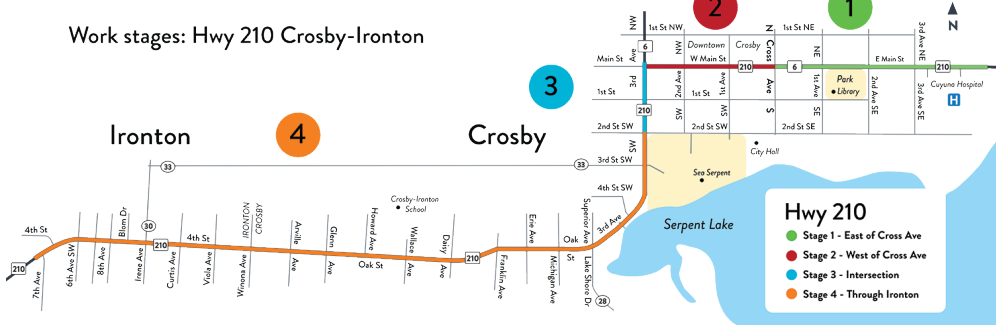 Work stages: Hwy 210 Crosby-Ironton
2
1
3
4
Ironton
Crosby
N
1st St NW
1st St NE
NW
3rd Ave
6
NW
2nd Ave
Downtown
Crosby
W Main St
Main St
210
N
Cross
Ave
S
6
NE
1st Ave
SE
E Main St
210
3rd Ave NE
3rd Ave SE
Cuyuna Hospital
H
Park
Library
2nd Ave SE
1st St
1st St
1st Ave
SW
SW
210
2nd St SW
2nd St SW
2nd St SE
SW
City Hall
33
33
3rd St SW
Sea Serpent
4th St SW
3rd Ave
Serpent Lake
Superior Ave
Crosby-Ironton
School
IRONTON
CROSBY
30
4th St
210
7th Ave
6th Ave SW
8th Ave
Blom Dr
Irene Ave
210
Curtis Ave
4th St
Viola Ave
Winona Ave
Arville
Ave
Glenn
Ave
Howard Ave
Oak St
Wallace
Ave
Daisy
Ave
210
Franklin Ave
Erie Ave
Michigan Ave
Oak
St
Lake Shore Dr
28
Hwy 210
Stage 1 - East of Cross Ave
Stage 2 - West of Cross Ave
Stage 3 - Intersection
Stage 4 - Through Ironton